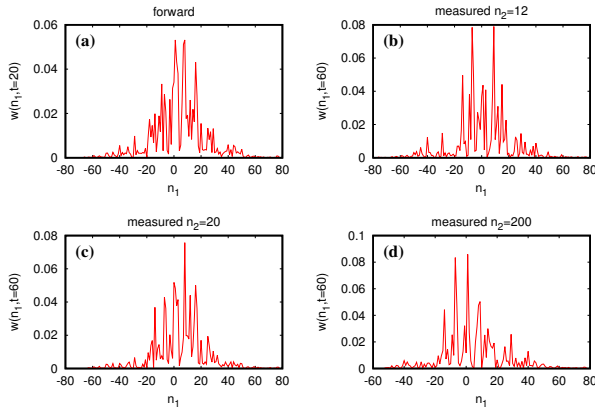 forward
(a)
w(n1,t=20)
0.06
0.04
0.02
0
-80 -60 -40 -20 0 20 40 60 80
n1
measured n2=12
(b)
w(n1,t=60)
0.08
0.06
0.04
0.02
0
-80 -60 -40 -20 0 20 40 60 80
n1
measured n2=20
(c)
w(n1,t=60)
0.08
0.06
0.04
0.02
0
-80 -60 -40 -20 0 20 40 60 80
n1
measured n2=200
(d)
w(n1,t=60)
0.1
0.08
0.06
0.04
0.02
0
-60 -40 -20 0 20 40 60 80
n1